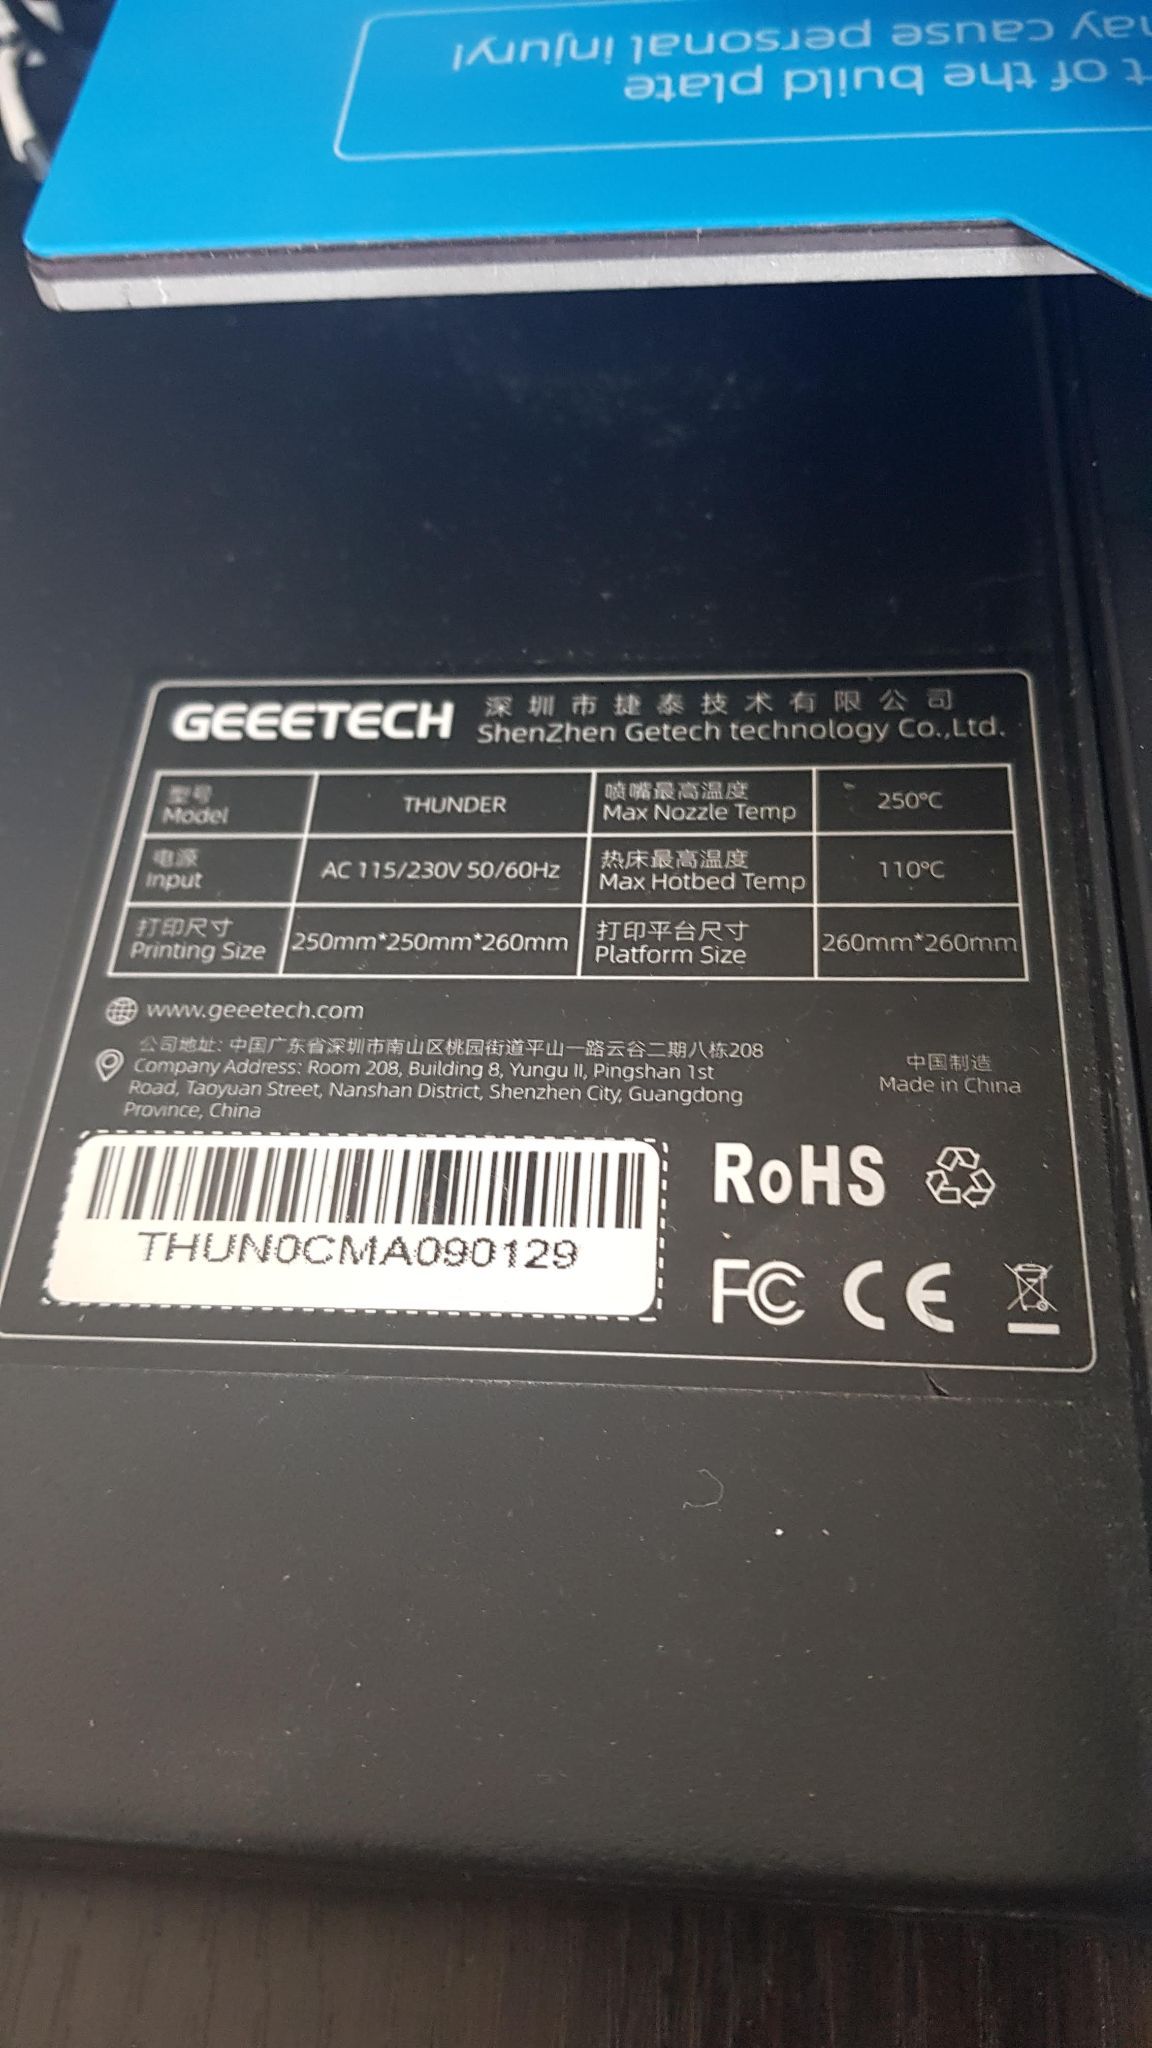 may cause personal injury!
t of the build plate
GEEETECH 深圳市捷泰技术有限公司
ShenZhen Getech technology Co.,Ltd.
型号 喷嘴最高温度
Model THUNDER Max Nozzle Temp 250℃
电源 热床最高温度
Input AC 115/230V 50/60Hz Max Hotbed Temp 110℃
打印尺寸 打印平台尺寸
Printing Size 250mm*250mm*260mm Platform Size 260mm*260mm
www.geeetech.com
公司地址: 中国广东省深圳市南山区桃园街道平山一路云谷二期八栋208
Company Address: Room 208, Building 8, Yungu II, Pingshan 1st
Road, Taoyuan Street, Nanshan District, Shenzhen City, Guangdong
Province, China
中国制造
Made in China
THUN0CMA090129
RoHS
FC CE